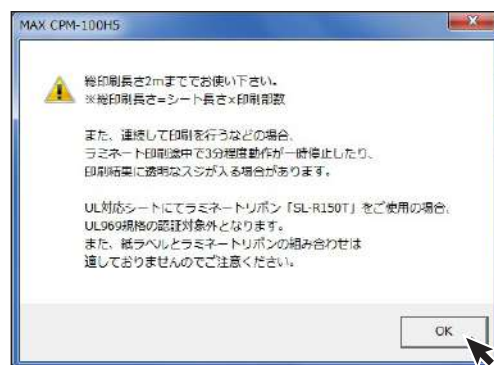 MAX CPM-100H5
総印刷長さ2mまででお使い下さい。
※総印刷長さ=シート長さ×印刷部数
また、連続して印刷を行うなどの場合、
ラミネート印刷途中で3分程度動作が一時停止したり、
印刷結果に透明なスジが入る場合があります。
UL対応シートにてラミネートリボン「SL-R150T」をご使用の場合、
UL969規格の認証対象外となります。
また、紙ラベルとラミネートリボンの組み合わせは
適しておりませんのでご注意ください。
OK